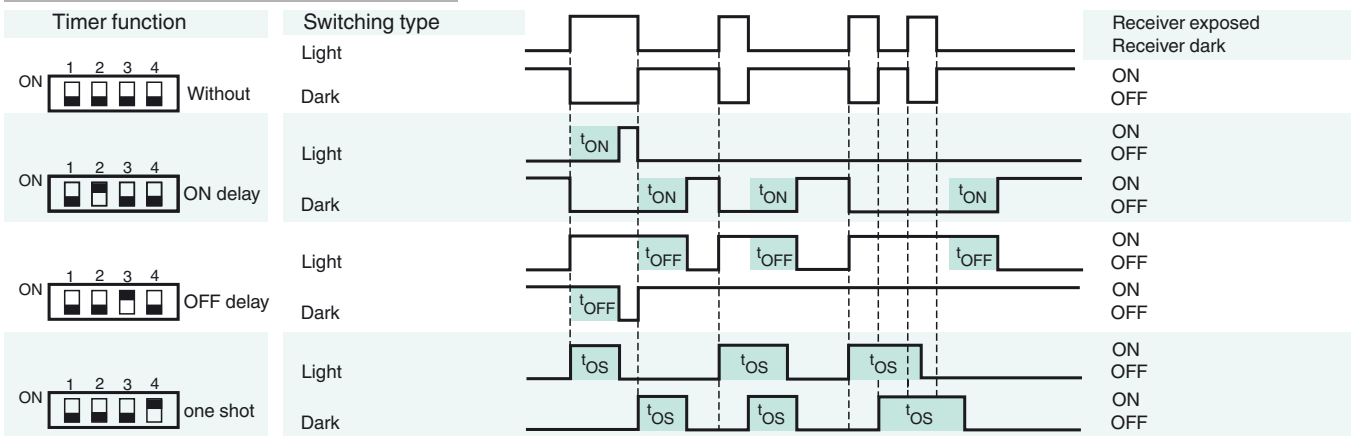 Timer function Switching type
Light Receiver exposed
Receiver dark
1 2 3 4
ON Without Dark ON
OFF
Light tON ON
OFF
1 2 3 4
ON ON delay Dark tON tON tON ON
OFF
Light tOFF tOFF tOFF ON
OFF
1 2 3 4
ON OFF delay Dark tOFF ON
OFF
Light tOS tOS tOS ON
OFF
1 2 3 4
ON one shot Dark tOS tOS tOS ON
OFF